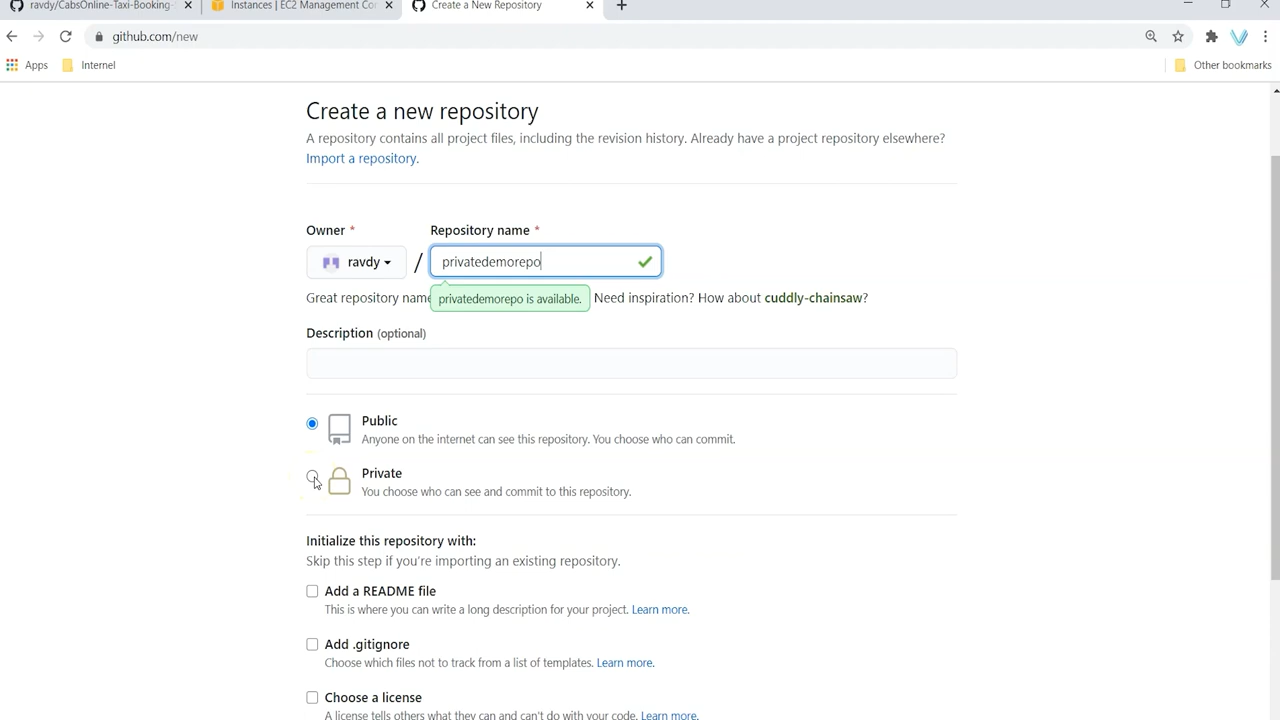 ravdy/CabsOnline-Taxi-Booking-
Instances | EC2 Management Co
Create a New Repository
github.com/new
Apps
Internet
Other bookmarks
Create a new repository
A repository contains all project files, including the revision history. Already have a project repository elsewhere?
Import a repository.
Owner *
Repository name *
ravdy
/
privatedemorepo
Great repository name
privatedemorepo is available.
Need inspiration? How about cuddly-chainsaw?
Description (optional)
Public
Anyone on the internet can see this repository. You choose who can commit.
Private
You choose who can see and commit to this repository.
Initialize this repository with:
Skip this step if you're importing an existing repository.
Add a README file
This is where you can write a long description for your project. Learn more.
Add .gitignore
Choose which files not to track from a list of templates. Learn more.
Choose a license
A license tells others what they can and can't do with your code. Learn more.